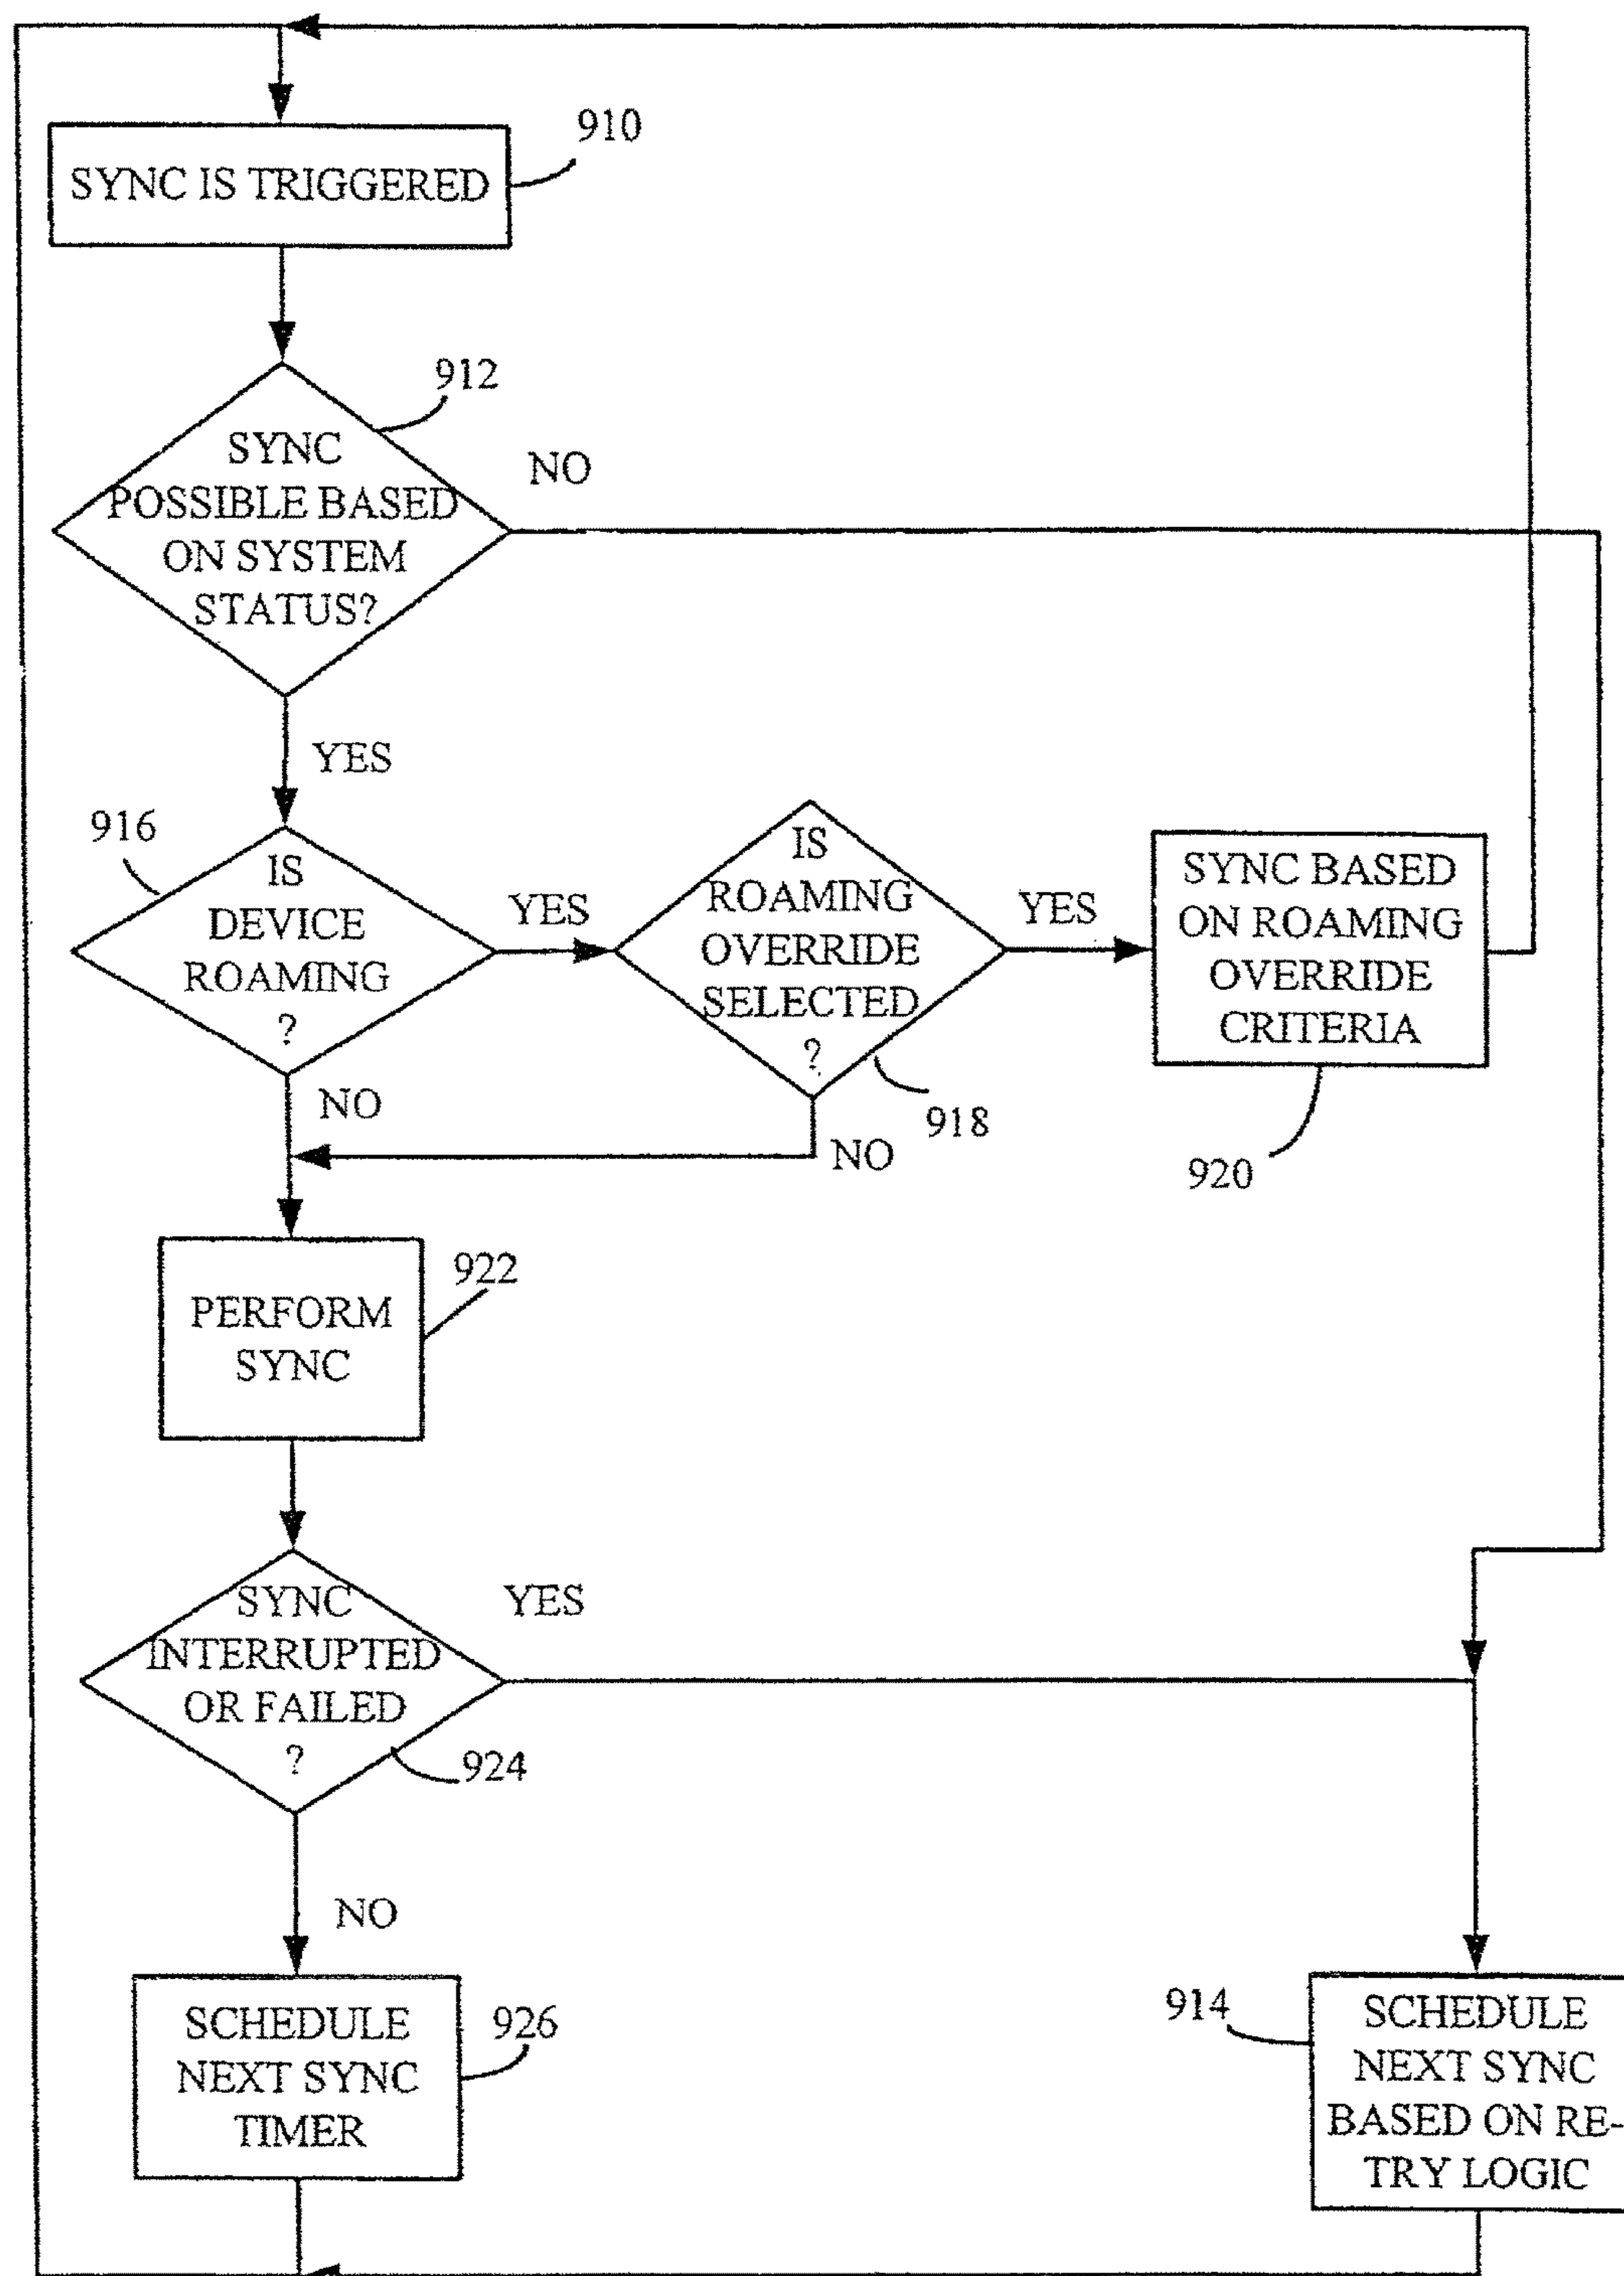 910
SYNC IS TRIGGERED
912
SYNC
POSSIBLE BASED
ON SYSTEM
STATUS?
NO
YES
916
IS
DEVICE
ROAMING
?
YES
IS
ROAMING
OVERRIDE
SELECTED
?
YES
SYNC BASED
ON ROAMING
OVERRIDE
CRITERIA
NO
918
NO
920
922
PERFORM
SYNC
SYNC
INTERRUPTED
OR FAILED
?
YES
924
NO
SCHEDULE
NEXT SYNC
TIMER
926
914
SCHEDULE
NEXT SYNC
BASED ON RE-
TRY LOGIC